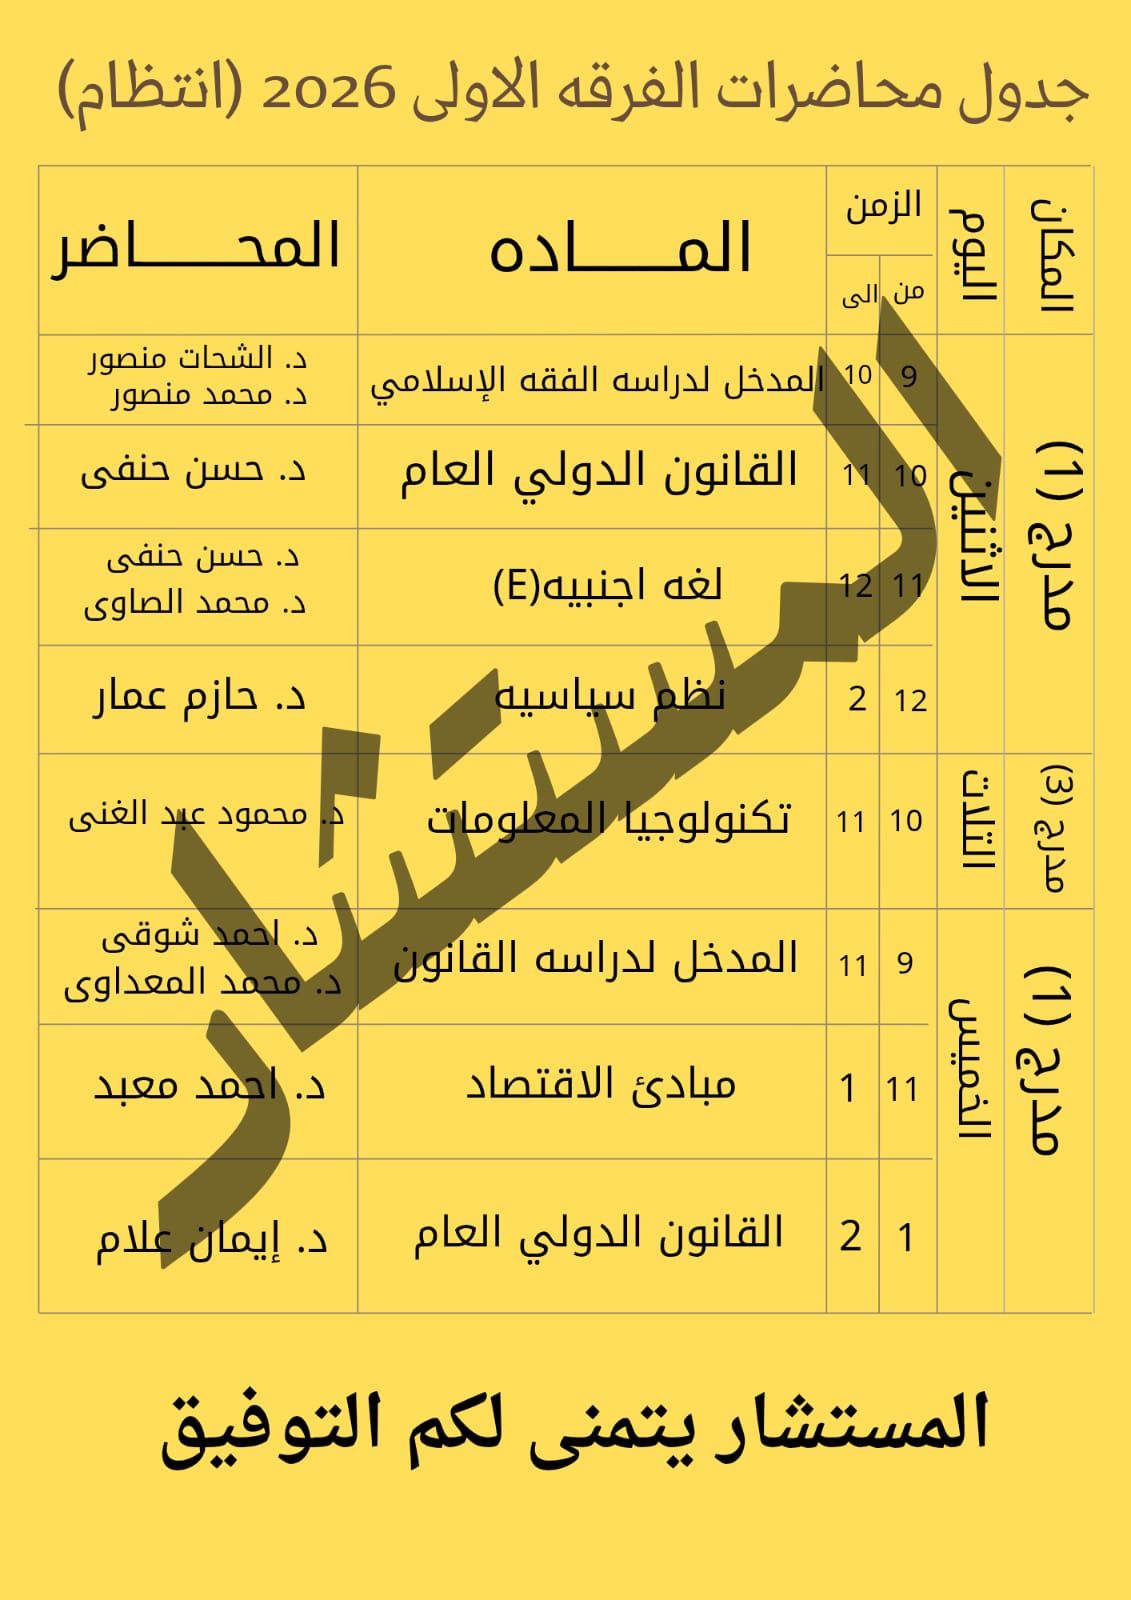 جدول محاضرات الفرقه الاولى 2026 (انتظام)
المكان اليوم الزمن المـــــاده المحـــــــاضر
من الى
مدرج (1) الاثنين
9 10 المدخل لدراسه الفقه الإسلامي د. الشحات منصور
د. محمد منصور
10 11 القانون الدولي العام د. حسن حنفى
11 12 لغه اجنبيه(E) د. حسن حنفى
د. محمد الصاوى
12 2 نظم سياسيه د. حازم عمار
مدرج (3) التلات 10 11 تكنولوجيا المعلومات د. محمود عبد الغنى
مدرج (1) الخميس
9 11 المدخل لدراسه القانون د. احمد شوقى
د. محمد المعداوى
11 1 مبادئ الاقتصاد د. احمد معبد
1 2 القانون الدولي العام د. إيمان علام
المستشار
المستشار يتمنى لكم التوفيق